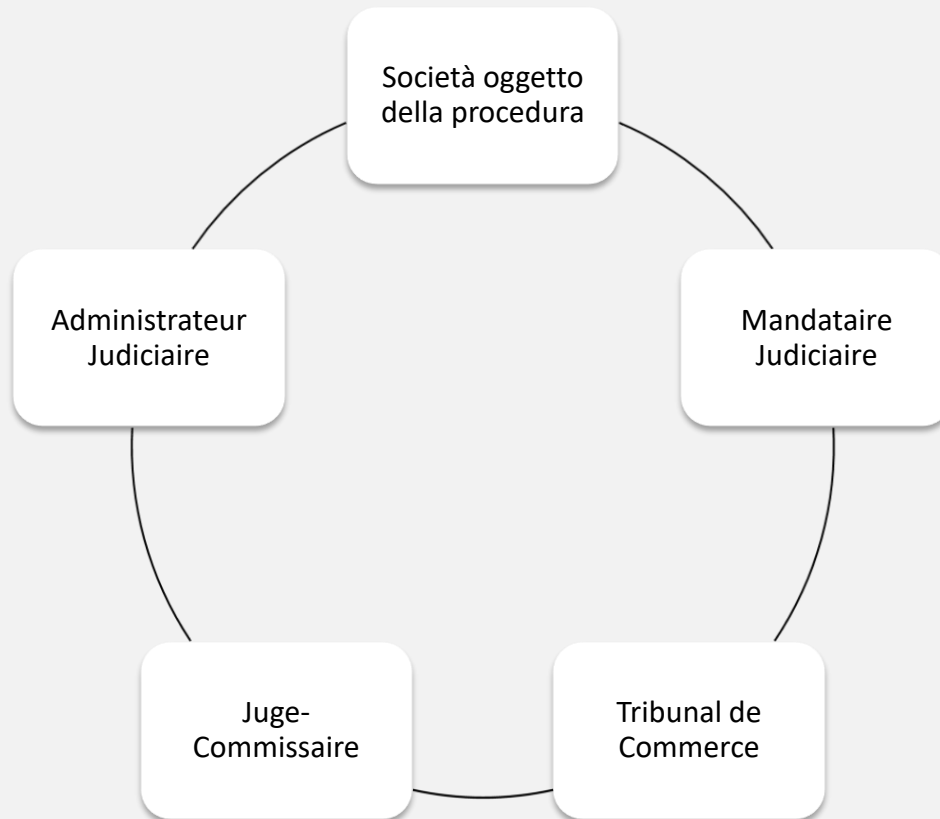 Società oggetto
della procedura
Administrateur
Judiciaire
Mandataire
Judiciaire
Juge-
Commissaire
Tribunal de
Commerce